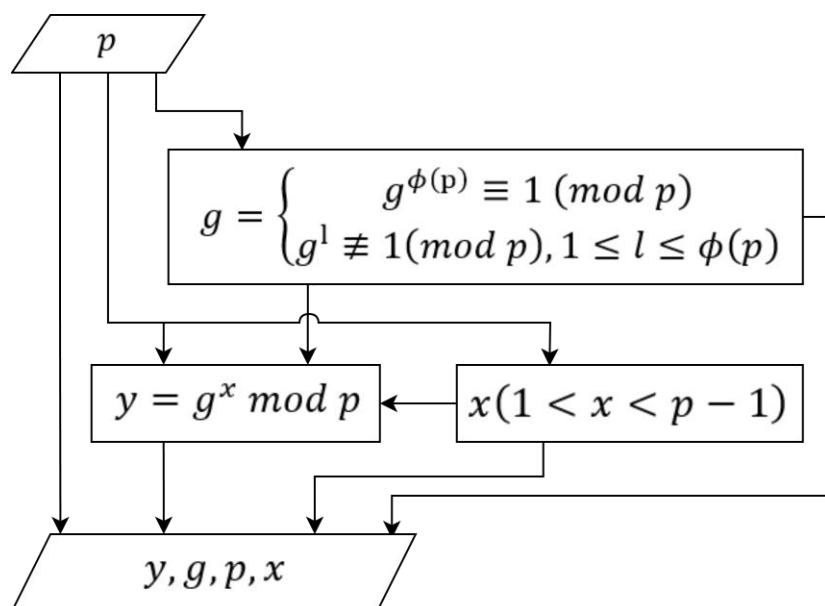 p
g = { g^{ϕ(p)} ≡ 1 (mod p)
g^l ≢ 1(mod p), 1 ≤ l ≤ ϕ(p)
y = g^x mod p
x(1 < x < p − 1)
y, g, p, x